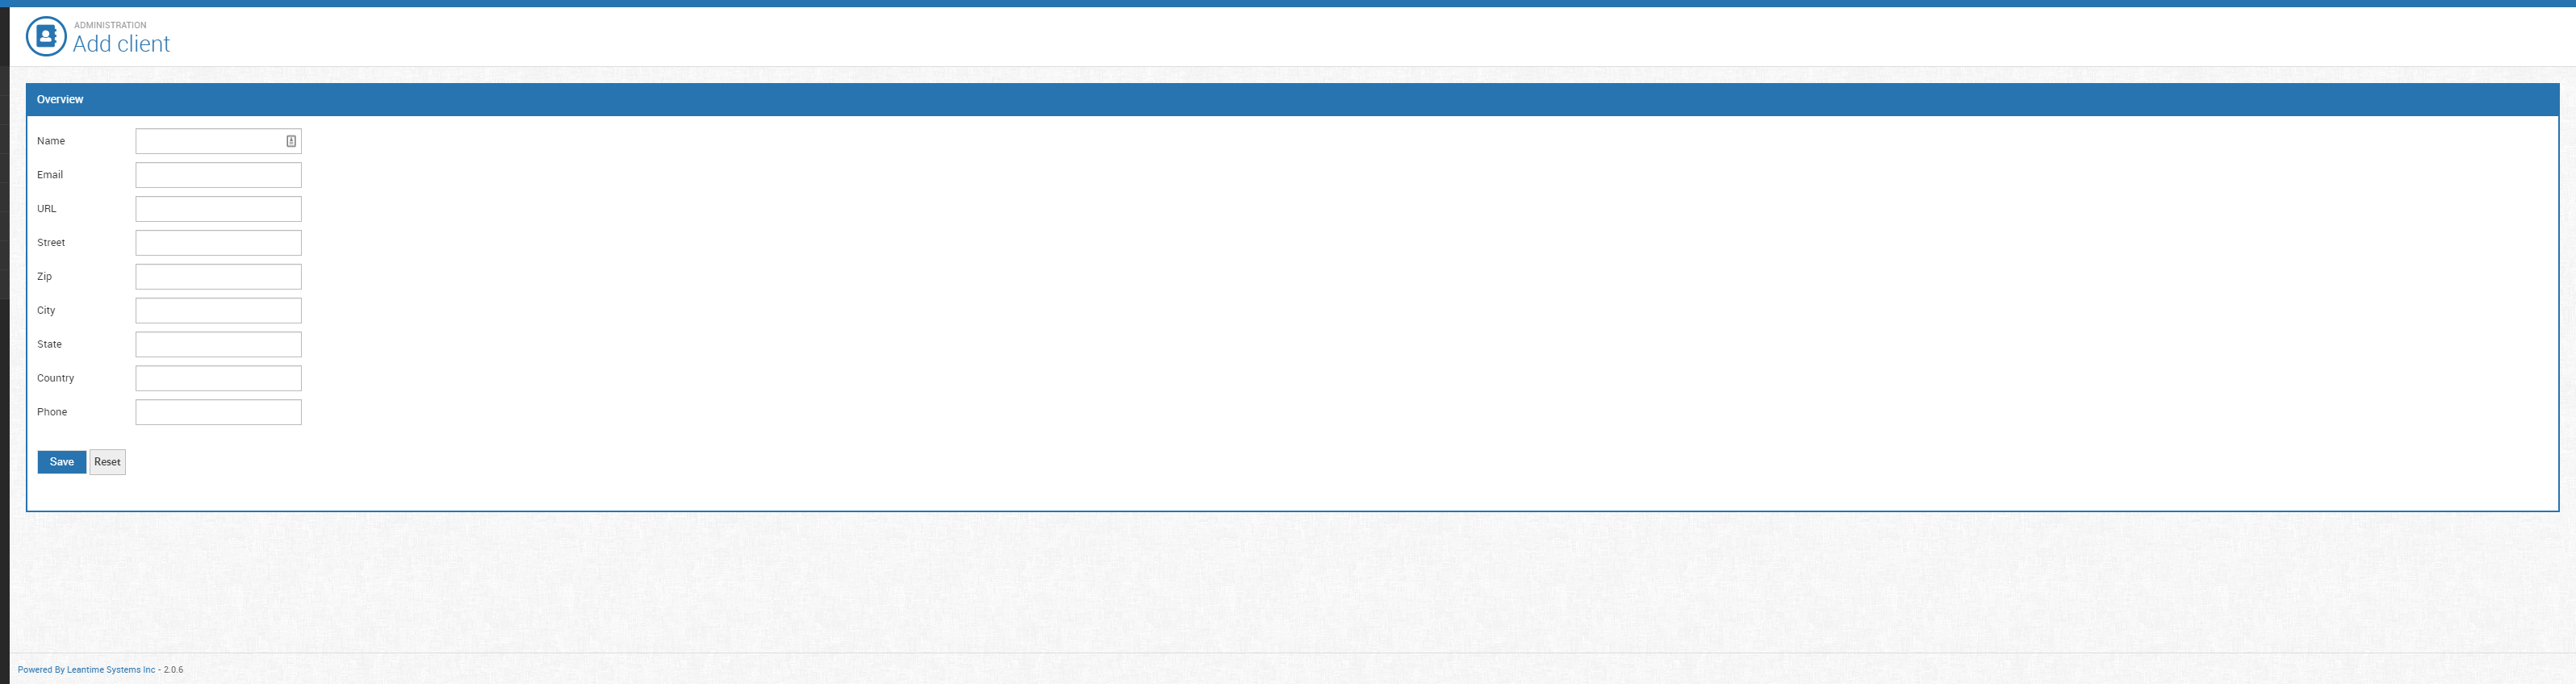 ADMINISTRATION
Add client
Overview
Name
Email
URL
Street
Zip
City
State
Country
Phone
Save Reset
Powered By Leantime Systems Inc - 2.0.6